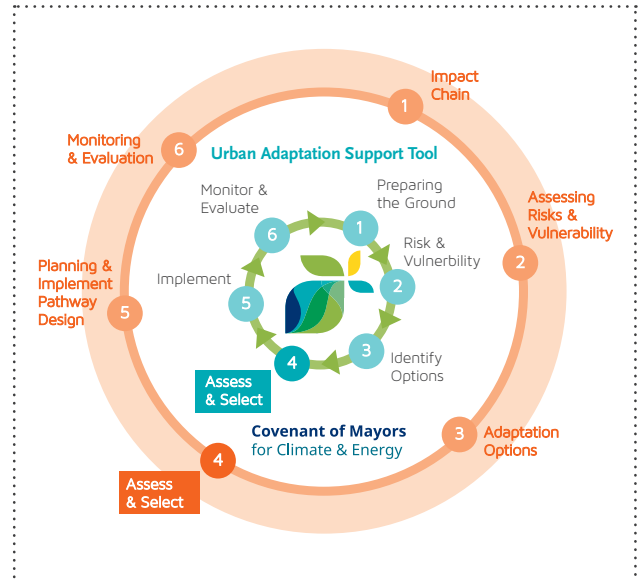 Impact
Chain
1
Monitoring
& Evaluation
6
Urban Adaptation Support Tool
Monitor &
Evaluate
Preparing
the Ground
6
1
Assessing
Risks &
Vulnerability
2
Risk &
Vulnerbility
2
Planning &
Implement
Pathway
Design
5
Implement
5
3
Identify
Options
4
Assess
& Select
Covenant of Mayors
for Climate & Energy
3
Adaptation
Options
4
Assess
& Select